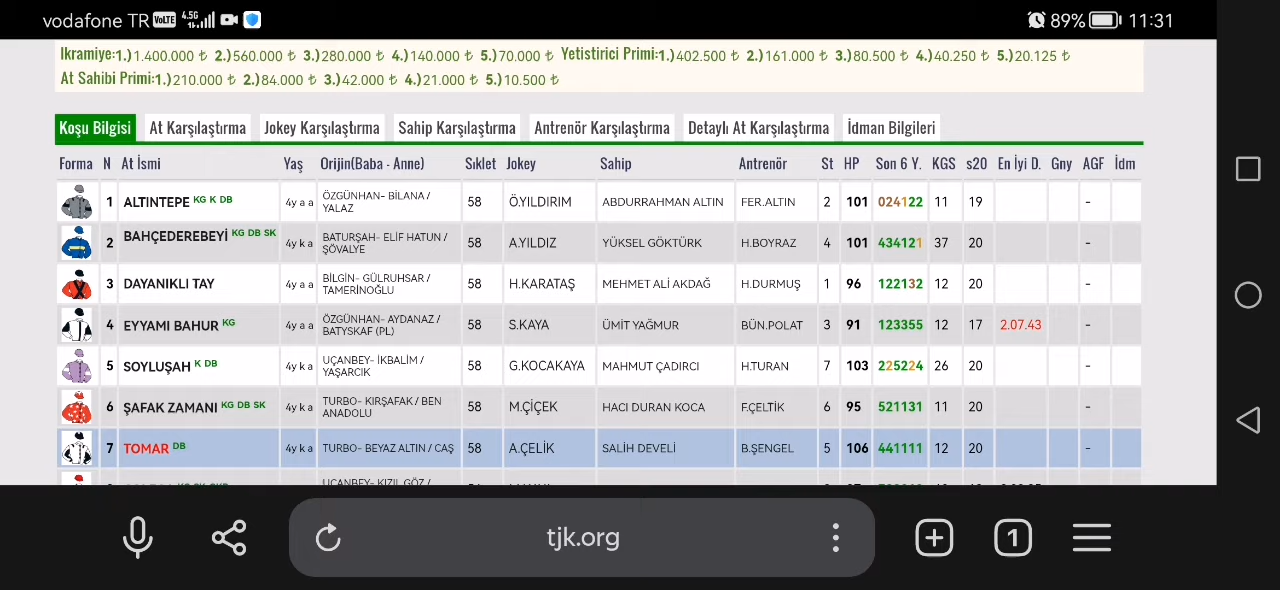 vodafone TR VoLTE 4.5G 89% 11:31
Ikramiye:1.)1.400.000 ₺ 2.)560.000 ₺ 3.)280.000 ₺ 4.)140.000 ₺ 5.)70.000 ₺ Yetistirici Primi:1.)402.500 ₺ 2.)161.000 ₺ 3.)80.500 ₺ 4.)40.250 ₺ 5.)20.125 ₺
At Sahibi Primi:1.)210.000 ₺ 2.)84.000 ₺ 3.)42.000 ₺ 4.)21.000 ₺ 5.)10.500 ₺
Koşu Bilgisi At Karşılaştırma Jokey Karşılaştırma Sahip Karşılaştırma Antrenör Karşılaştırma Detaylı At Karşılaştırma İdman Bilgileri
Forma N At İsmi Yaş Orijin(Baba - Anne) Sıklet Jokey Sahip Antrenör St HP Son 6 Y. KGS s20 En İyi D. Gny AGF İdm
1 ALTINTEPE KG K DB 4y a a ÖZGÜNHAN- BİLANA / YALAZ 58 Ö.YILDIRIM ABDURRAHMAN ALTIN FER.ALTIN 2 101 024122 11 19 -
2 BAHÇEDEREBEYİ KG DB SK 4y k a BATURŞAH- ELİF HATUN / ŞÖVALYE 58 A.YILDIZ YÜKSEL GÖKTÜRK H.BOYRAZ 4 101 434121 37 20 -
3 DAYANIKLI TAY 4y a a BİLGİN- GÜLRUHSAR / TAMERİNOĞLU 58 H.KARATAŞ MEHMET ALİ AKDAĞ H.DURMUŞ 1 96 122132 12 20 -
4 EYYAMI BAHUR KG 4y a a ÖZGÜNHAN- AYDANAZ / BATYSKAF (PL) 58 S.KAYA ÜMİT YAĞMUR BÜN.POLAT 3 91 123355 12 17 2.07.43 -
5 SOYLUŞAH K DB 4y k a UÇANBEY- İKBALİM / YAŞARCIK 58 G.KOCAKAYA MAHMUT ÇADIRCI H.TURAN 7 103 225224 26 20 -
6 ŞAFAK ZAMANI KG DB SK 4y k a TURBO- KIRŞAFAK / BEN ANADOLU 58 M.ÇİÇEK HACI DURAN KOCA F.ÇELTİK 6 95 521131 11 20 -
7 TOMAR DB 4y k a TURBO- BEYAZ ALTIN / CAŞ 58 A.ÇELİK SALİH DEVELİ B.ŞENGEL 5 106 441111 12 20 -
UÇANBEY- KIZIL GÖZ /
tjk.org 1